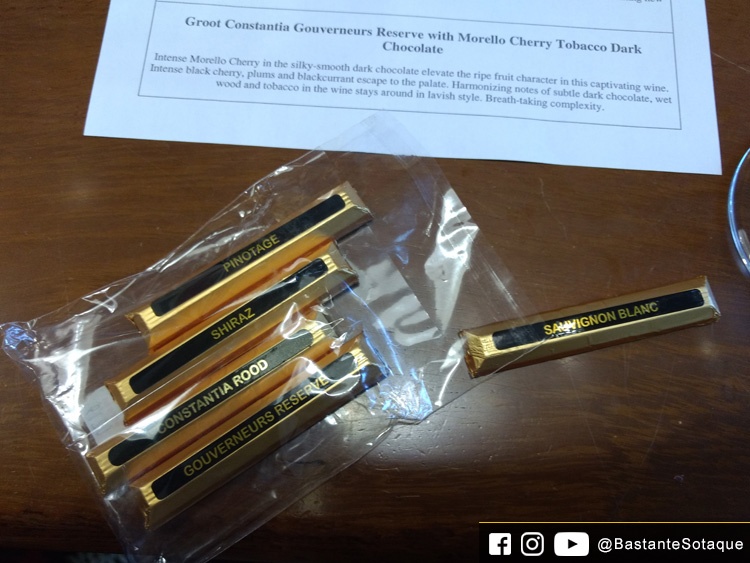 Groot Constantia Gouverneurs Reserve with Morello Cherry Tobacco Dark
Chocolate
Intense Morello Cherry in the silky-smooth dark chocolate elevate the ripe fruit character in this captivating wine.
Intense black cherry, plums and blackcurrant escape to the palate. Harmonizing notes of subtle dark chocolate, wet
wood and tobacco in the wine stays around in lavish style. Breath-taking complexity.
PINOTAGE
SHIRAZ
CONSTANTIA ROOD
GOUVERNEURS RESERVE
SAUVIGNON BLANC
@BastanteSotaque